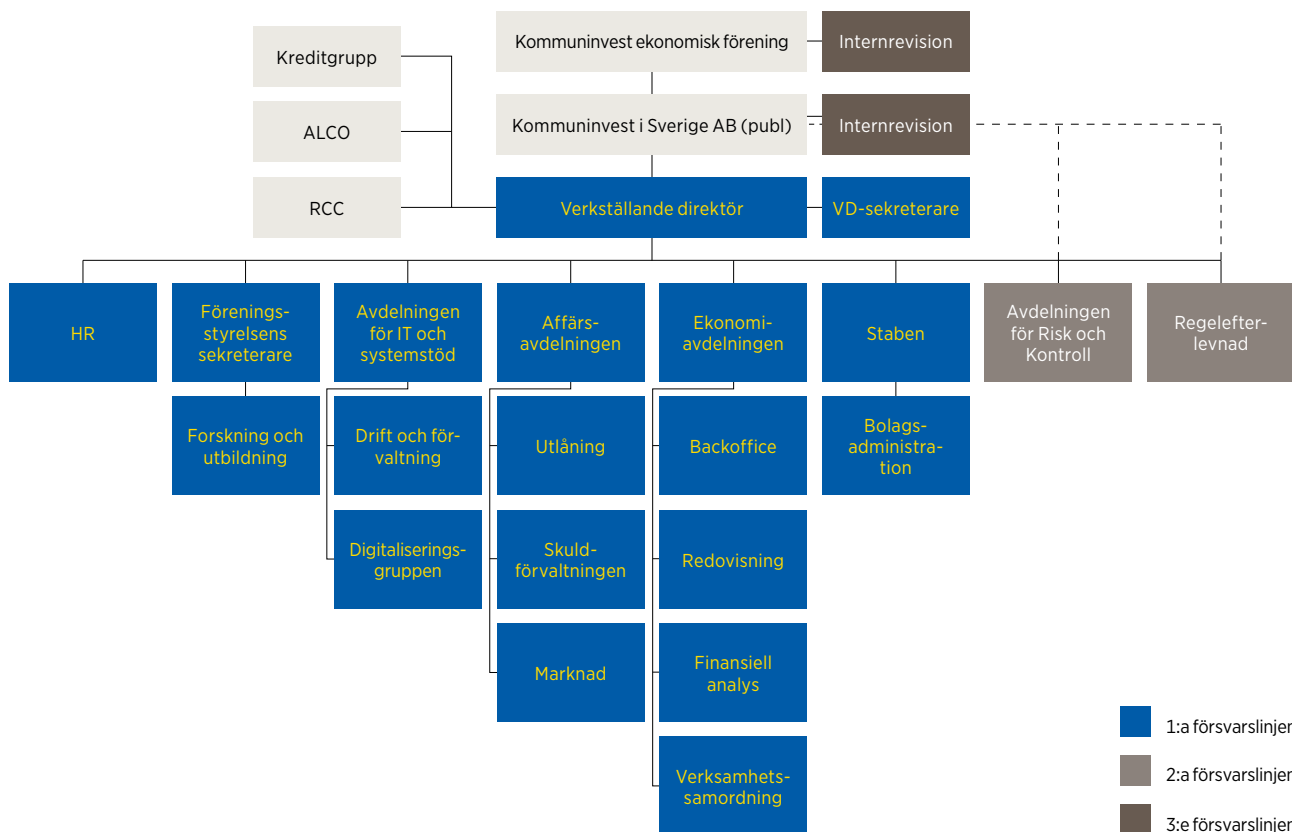 Kommuninvest ekonomisk förening
Internrevision
Kreditgrupp
ALCO
Kommuninvest i Sverige AB (publ)
Internrevision
RCC
Verkställande direktör
VD-sekreterare
HR
Förenings-
styrelsens
sekreterare
Avdelningen
för IT och
systemstöd
Affärs-
avdelningen
Ekonomi-
avdelningen
Staben
Avdelningen
för Risk och
Kontroll
Regelefter-
levnad
Forskning och
utbildning
Drift och för-
valtning
Utlåning
Backoffice
Bolags-
administra-
tion
Digitaliserings-
gruppen
Skuld-
förvaltningen
Redovisning
Marknad
Finansiell
analys
Verksamhets-
samordning
1:a försvarslinjen
2:a försvarslinjen
3:e försvarslinjen